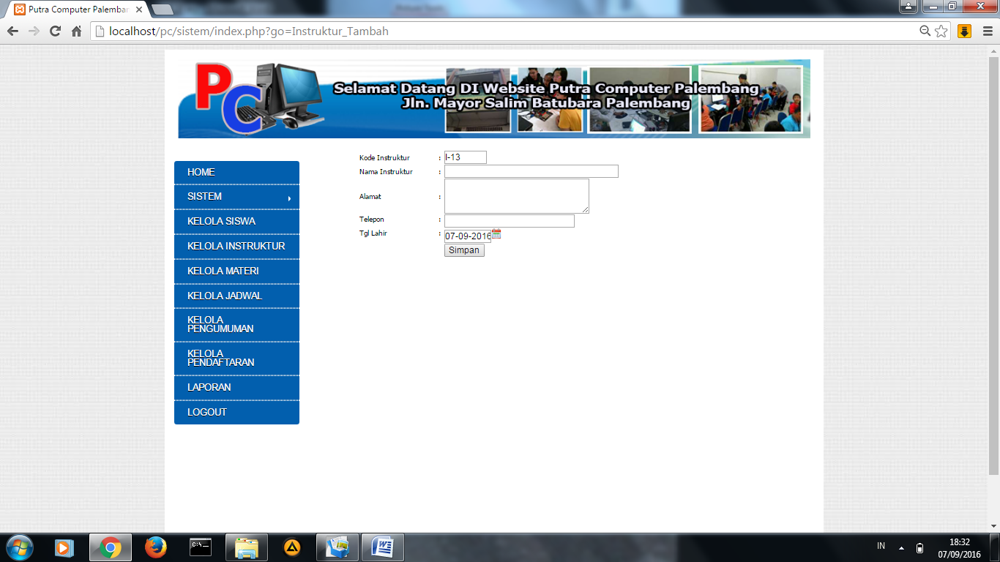 Putra Computer Palembar
localhost/pc/sistem/index.php?go=Instruktur_Tambah
PC
Selamat Datang DI Website Putra Computer Palembang
Jln. Mayor Salim Batubara Palembang
HOME
SISTEM
KELOLA SISWA
KELOLA INSTRUKTUR
KELOLA MATERI
KELOLA JADWAL
KELOLA
PENGUMUMAN
KELOLA
PENDAFTARAN
LAPORAN
LOGOUT
Kode Instruktur : I-13
Nama Instruktur :
Alamat :
Telepon :
Tgl Lahir : 07-09-2016
Simpan
IN
18:32
07/09/2016